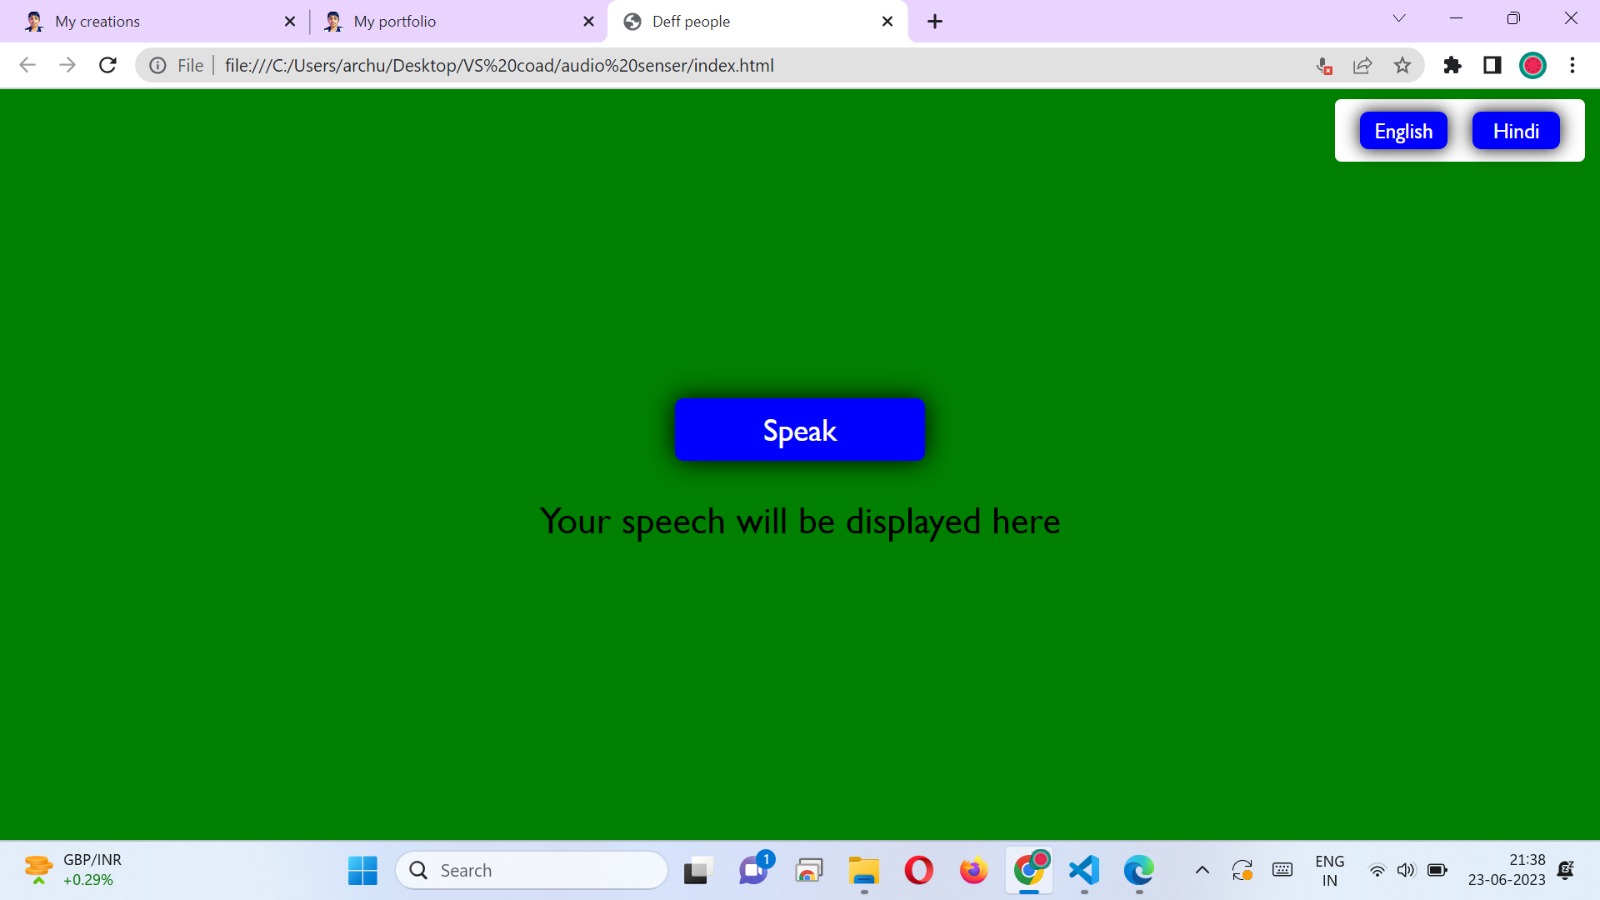 My creations
My portfolio
Deff people
File
file:///C:/Users/archu/Desktop/VS%20coad/audio%20senser/index.html
English
Hindi
Speak
Your speech will be displayed here
GBP/INR
+0.29%
Search
1
ENG
IN
21:38
23-06-2023